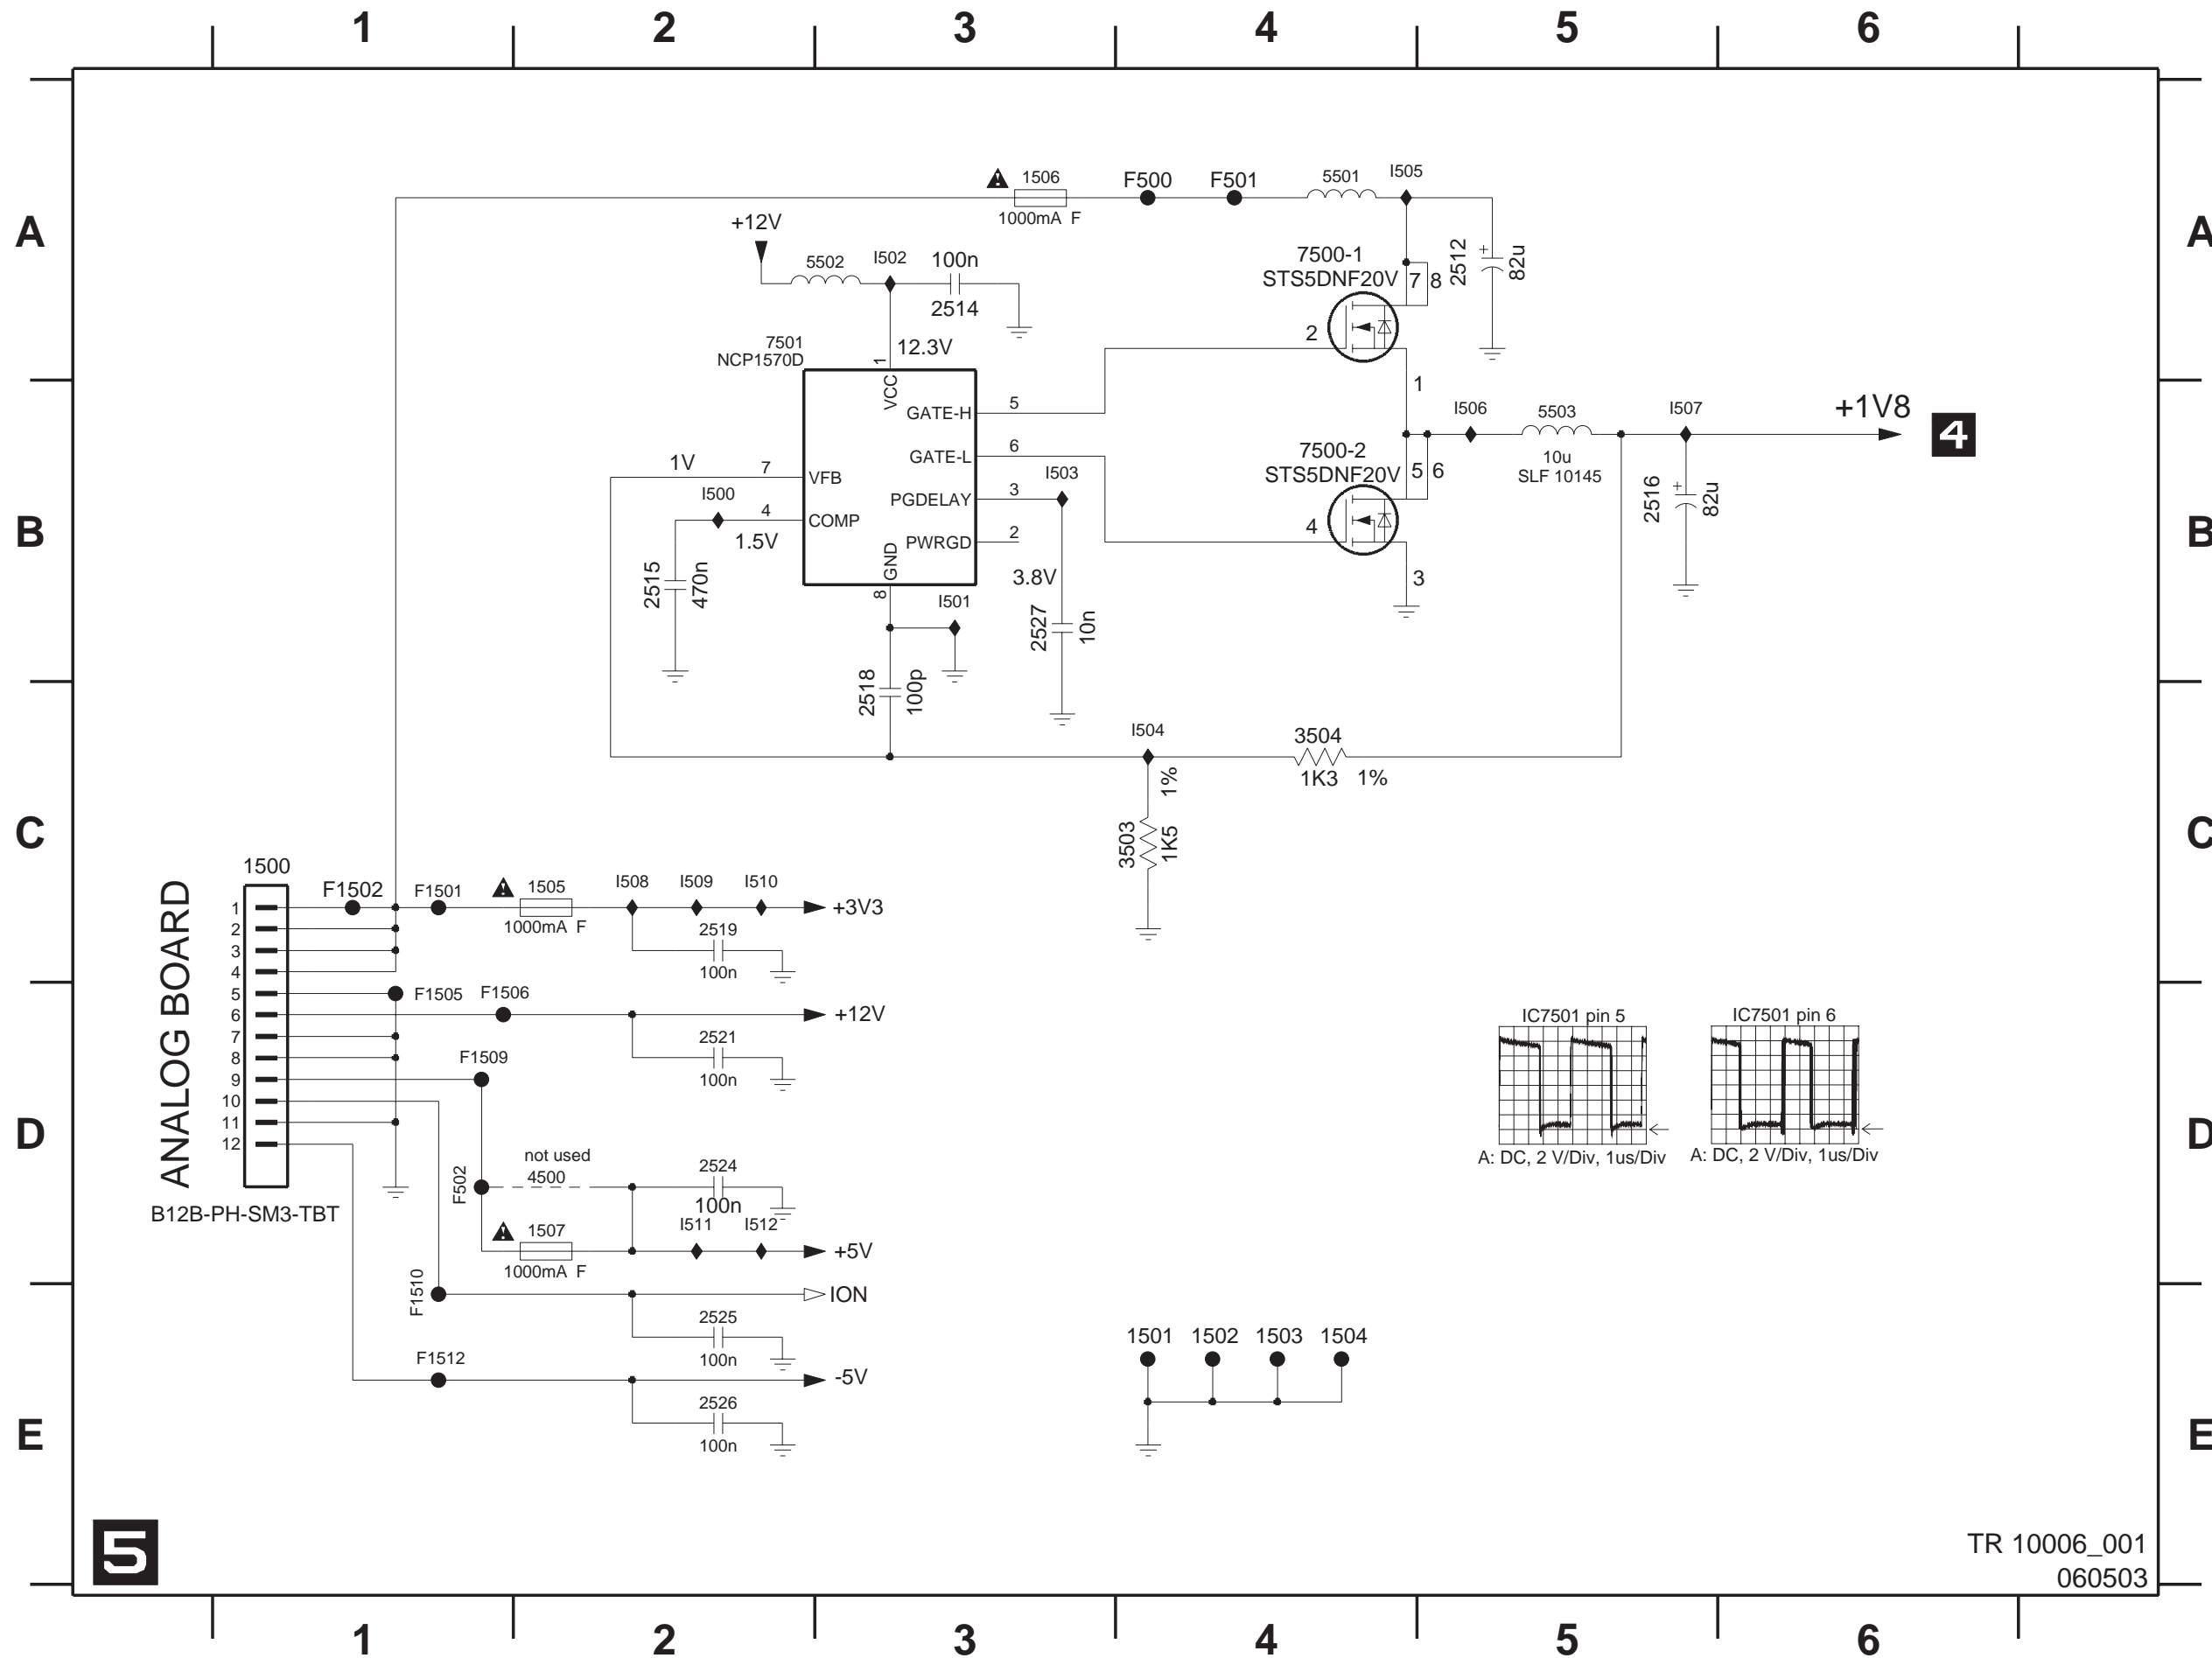 1 2 3 4 5 6
A
A
B
B
C
C
D
D
E
E
1506
1000mA F
F500
F501
5501
I505
+12V
5502
I502
100n
2514
7500-1
STS5DNF20V
7 8
2512
82u
2
1
7501
NCP1570D
12.3V
1
VCC
GATE-H 5
GATE-L 6
PGDELAY 3
PWRGD 2
7 VFB
4 COMP
GND
8
1V
I500
1.5V
2515
470n
I501
I503
3.8V
2527
10n
2518
100p
7500-2
STS5DNF20V
5 6
4
3
I506
5503
10u
SLF 10145
I507
+1V8
4
2516
82u
I504
3504
1K3 1%
1%
3503
1K5
ANALOG BOARD
1500
1
2
3
4
5
6
7
8
9
10
11
12
B12B-PH-SM3-TBT
F1502
F1501
1505
1000mA F
I508
I509
I510
+3V3
2519
100n
F1505
F1506
+12V
2521
100n
F1509
F502
not used
4500
2524
100n
1507
1000mA F
I511
I512
+5V
F1510
ION
2525
100n
F1512
-5V
2526
100n
IC7501 pin 5
A: DC, 2 V/Div, 1us/Div
IC7501 pin 6
A: DC, 2 V/Div, 1us/Div
1501 1502 1503 1504
5
TR 10006_001
060503
1 2 3 4 5 6